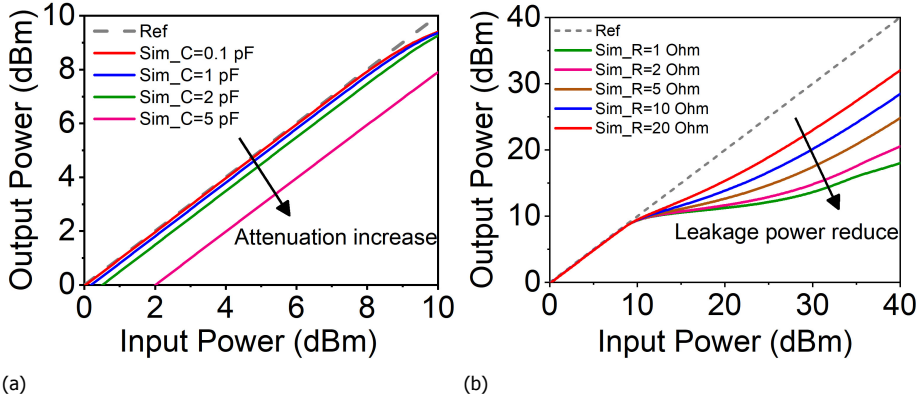 10
8
6
4
2
0
Output Power (dBm)
Ref
Sim_C=0.1 pF
Sim_C=1 pF
Sim_C=2 pF
Sim_C=5 pF
Attenuation increase
0 2 4 6 8 10
Input Power (dBm)
(a)
40
30
20
10
0
Output Power (dBm)
Ref
Sim_R=1 Ohm
Sim_R=2 Ohm
Sim_R=5 Ohm
Sim_R=10 Ohm
Sim_R=20 Ohm
Leakage power reduce
0 10 20 30 40
Input Power (dBm)
(b)